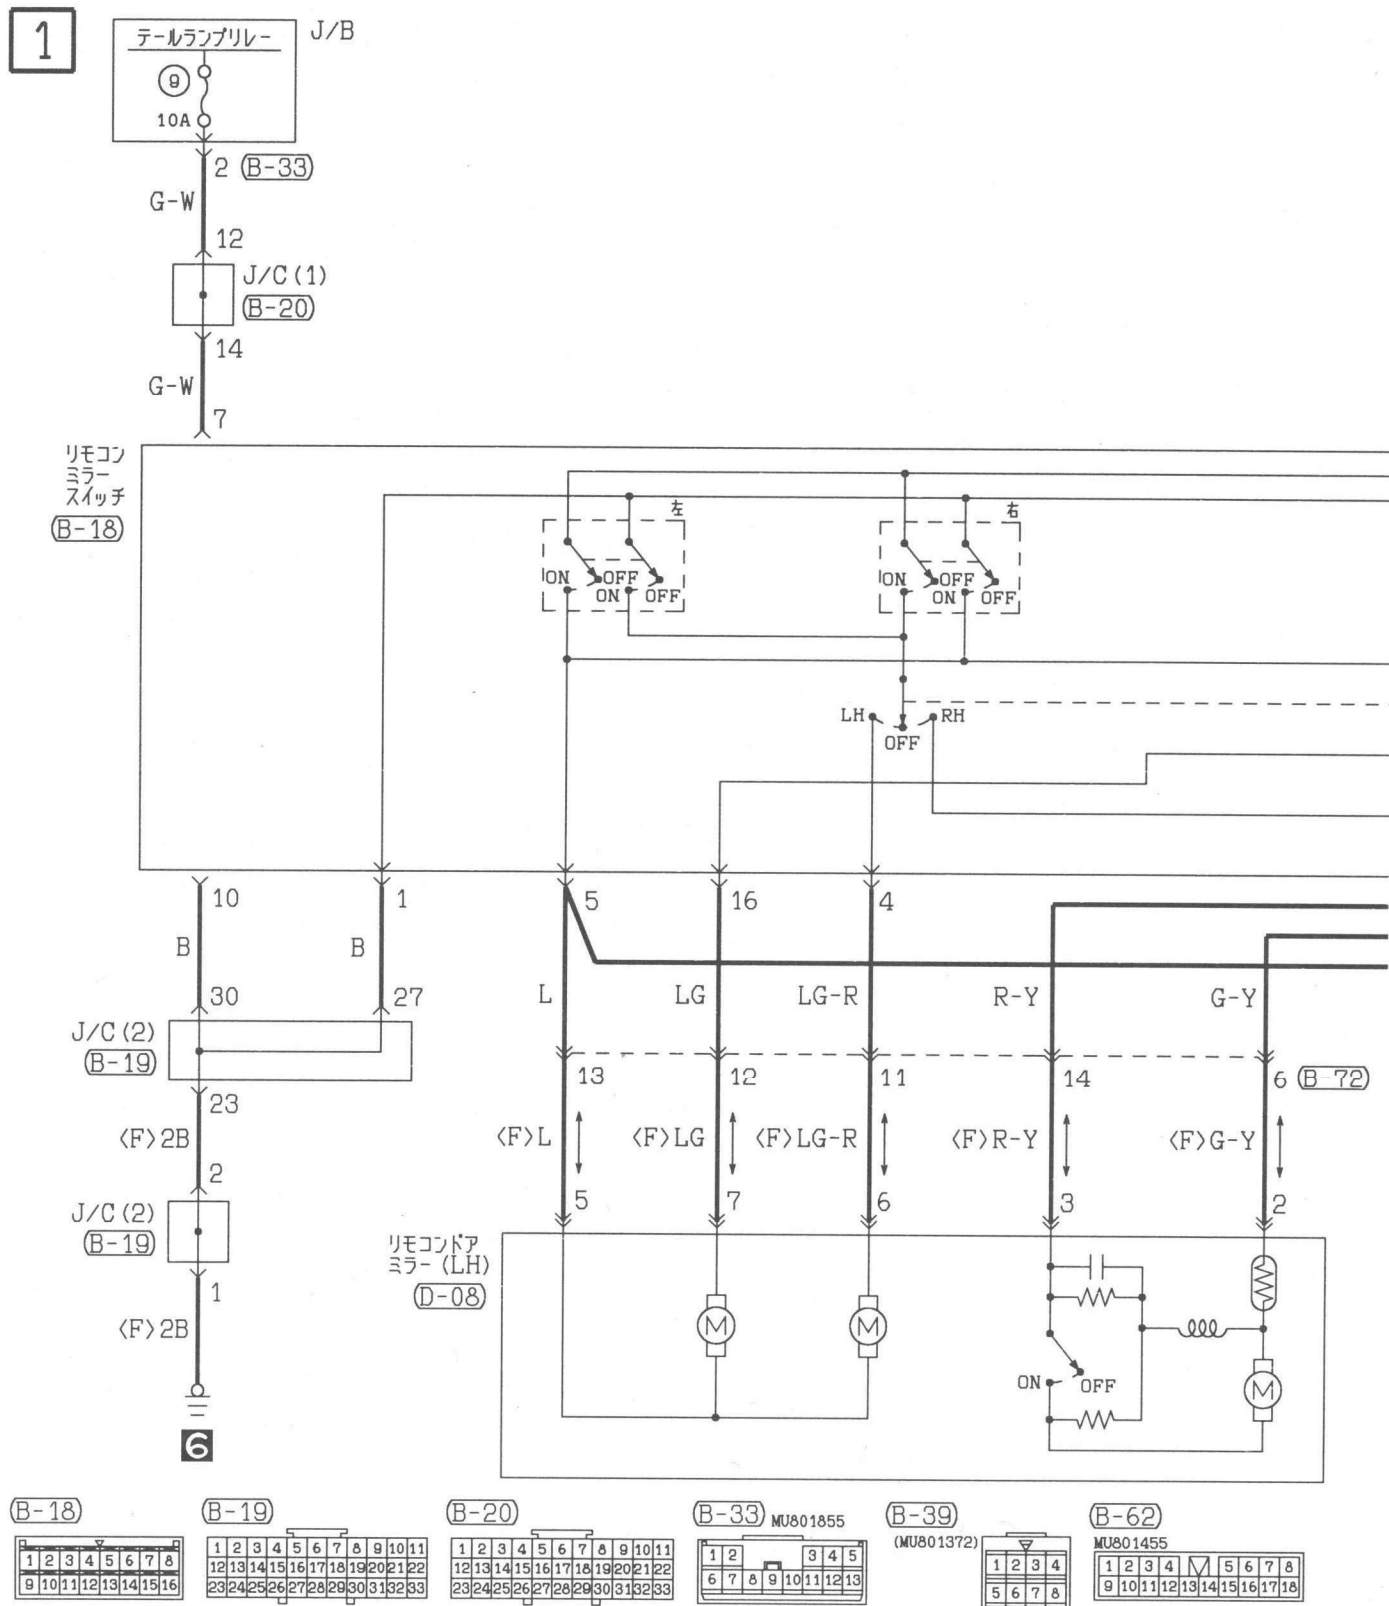 1
テールランプリレー
J/B
9
10A
2 (B-33)
G-W
12
J/C(1)
(B-20)
14
G-W
7
リモコン
ミラー
スイッチ
(B-18)
左
右
ON OFF
ON OFF
ON OFF
ON OFF
LH RH
OFF
10 1 5 16 4
B B L LG LG-R R-Y G-Y
30 27
J/C(2)
(B-19)
13 12 11 14 6 (B-72)
23
<F>2B <F>L <F>LG <F>LG-R <F>R-Y <F>G-Y
2
5 7 6 3 2
J/C(2)
(B-19)
リモコンドア
ミラー(LH)
(D-08)
1
<F>2B
M M M
ON OFF
6
(B-18) (B-19) (B-20) (B-33) MU801855 (B-39) (B-62)
(MU801372) MU801455
1 2 3 4 5 6 7 8
9 10 11 12 13 14 15 16
1 2 3 4 5 6 7 8 9 10 11
12 13 14 15 16 17 18 19 20 21 22
23 24 25 26 27 28 29 30 31 32 33
1 2 3 4 5 6 7 8 9 10 11
12 13 14 15 16 17 18 19 20 21 22
23 24 25 26 27 28 29 30 31 32 33
1 2 3 4 5
6 7 8 9 10 11 12 13
1 2 3 4
5 6 7 8
1 2 3 4 5 6 7 8
9 10 11 12 13 14 15 16 17 18